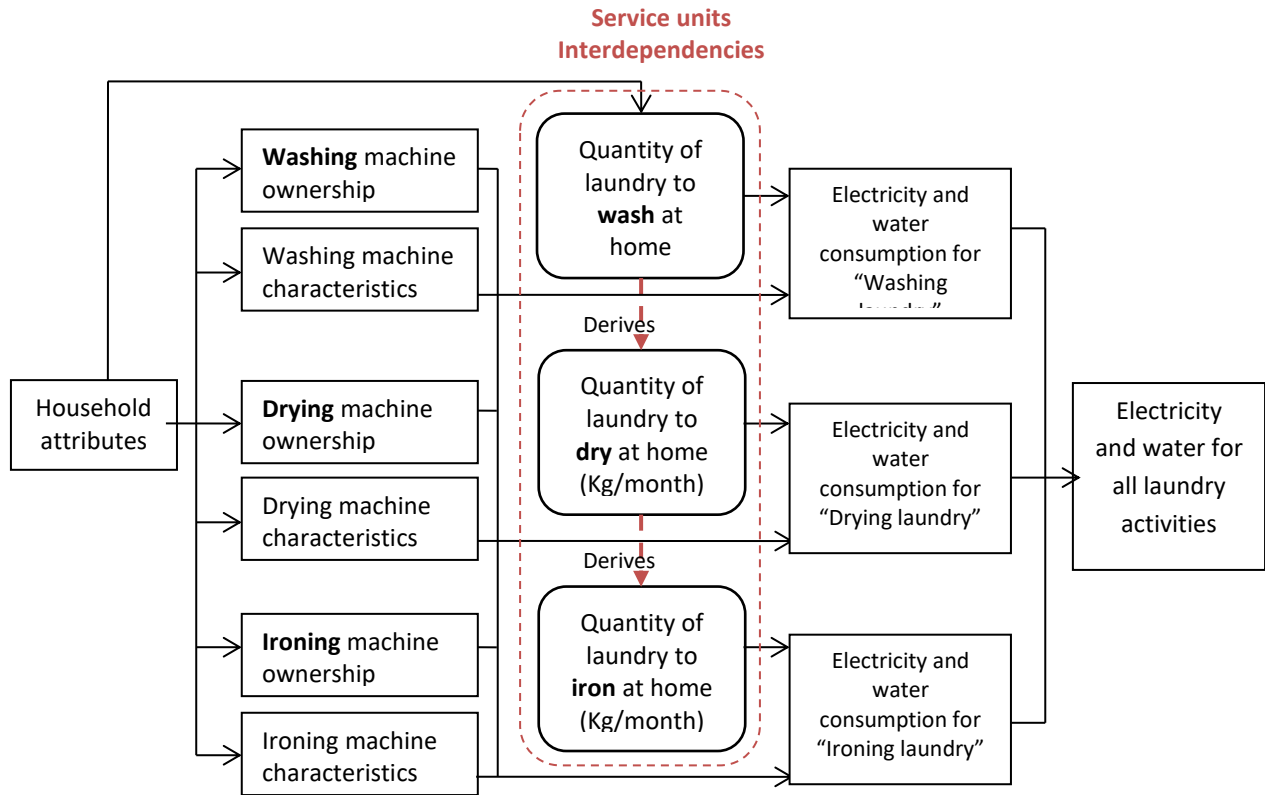 Service units
Interdependencies
Washing machine
ownership
Washing machine
characteristics
Household
attributes
Drying machine
ownership
Drying machine
characteristics
Ironing machine
ownership
Ironing machine
characteristics
Quantity of
laundry to
wash at
home
Derives
Quantity of
laundry to
dry at home
(Kg/month)
Derives
Quantity of
laundry to
iron at home
(Kg/month)
Electricity and
water
consumption for
“Washing
Electricity and
water
consumption for
“Drying laundry”
Electricity and
water
consumption for
“Ironing laundry”
Electricity
and water for
all laundry
activities